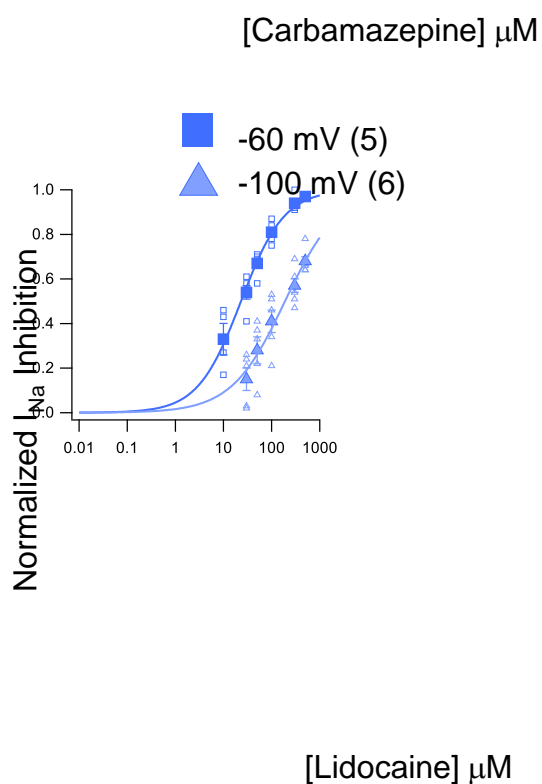 [Carbamazepine] μM
-60 mV (5)
-100 mV (6)
Normalized INa Inhibition
1.0
0.8
0.6
0.4
0.2
0.0
0.01 0.1 1 10 100 1000
[Lidocaine] μM